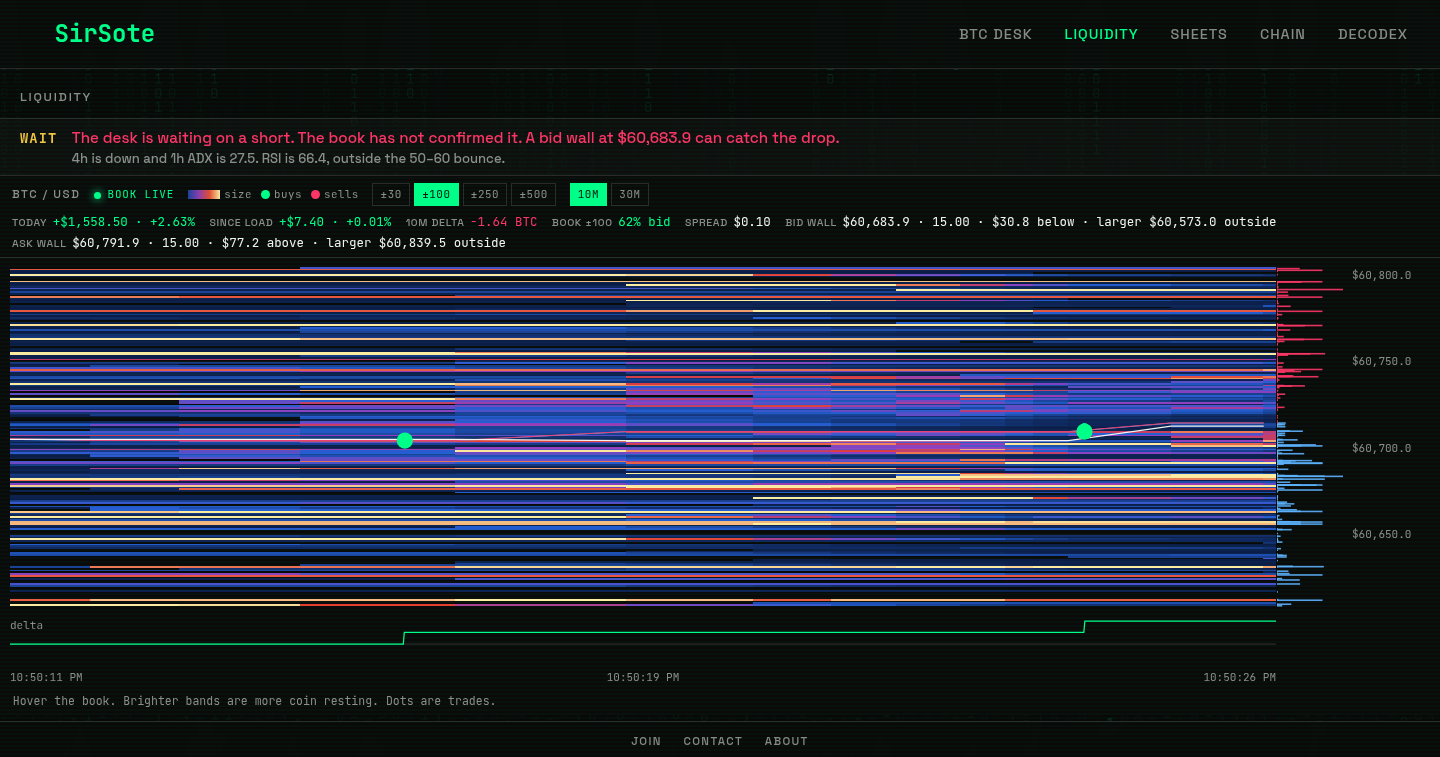 SirSote
BTC DESK LIQUIDITY SHEETS CHAIN DECODEX
LIQUIDITY
WAIT The desk is waiting on a short. The book has not confirmed it. A bid wall at $60,683.9 can catch the drop.
4h is down and 1h ADX is 27.5. RSI is 66.4, outside the 50–60 bounce.
BTC / USD BOOK LIVE size buys sells ±30 ±100 ±250 ±500 10M 30M
TODAY +$1,558.50 · +2.63% SINCE LOAD +$7.40 · +0.01% 10M DELTA -1.64 BTC BOOK ±100 62% bid SPREAD $0.10 BID WALL $60,683.9 · 15.00 · $30.8 below · larger $60,573.0 outside
ASK WALL $60,791.9 · 15.00 · $77.2 above · larger $60,839.5 outside
$60,800.0
$60,750.0
$60,700.0
$60,650.0
delta
10:50:11 PM 10:50:19 PM 10:50:26 PM
Hover the book. Brighter bands are more coin resting. Dots are trades.
JOIN CONTACT ABOUT